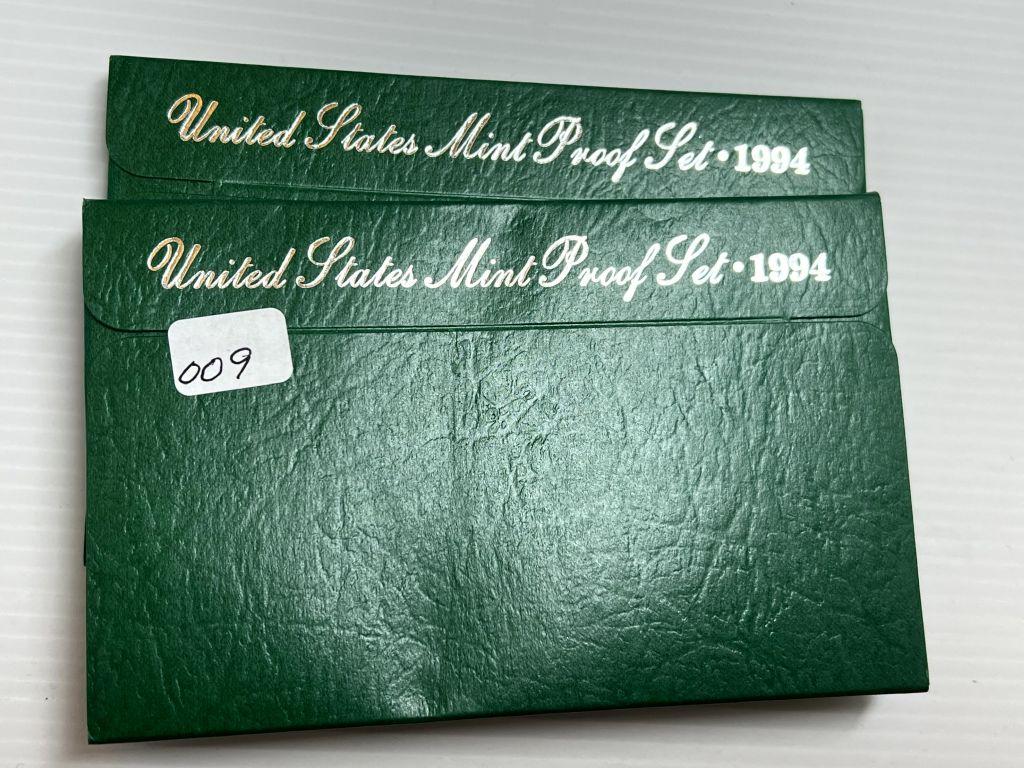 United States Mint Proof Set • 1994
United States Mint Proof Set • 1994
009